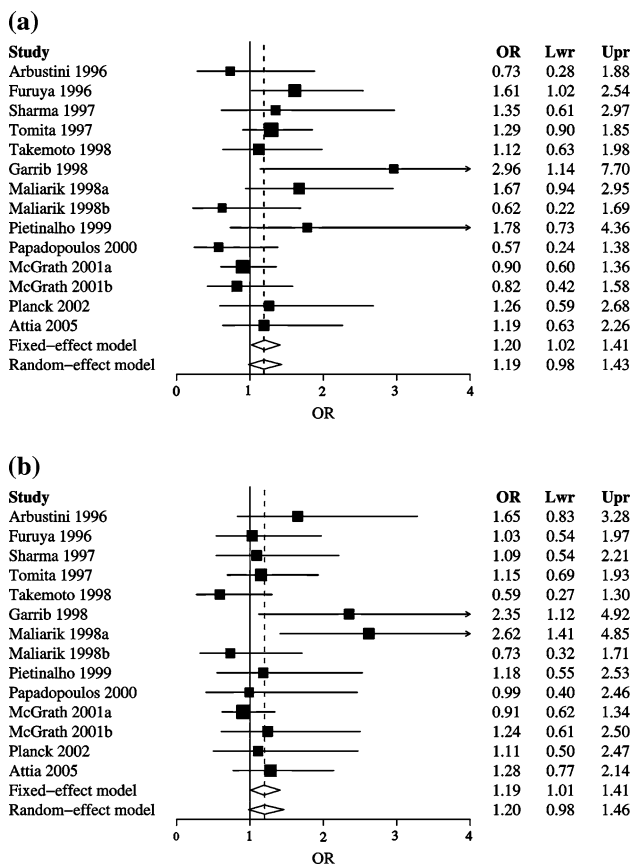 (a)
Study OR Lwr Upr
Arbustini 1996 0.73 0.28 1.88
Furuya 1996 1.61 1.02 2.54
Sharma 1997 1.35 0.61 2.97
Tomita 1997 1.29 0.90 1.85
Takemoto 1998 1.12 0.63 1.98
Garrib 1998 2.96 1.14 7.70
Maliarik 1998a 1.67 0.94 2.95
Maliarik 1998b 0.62 0.22 1.69
Pietinalho 1999 1.78 0.73 4.36
Papadopoulos 2000 0.57 0.24 1.38
McGrath 2001a 0.90 0.60 1.36
McGrath 2001b 0.82 0.42 1.58
Planck 2002 1.26 0.59 2.68
Attia 2005 1.19 0.63 2.26
Fixed−effect model 1.20 1.02 1.41
Random−effect model 1.19 0.98 1.43
0 1 2 3 4
OR
(b)
Study OR Lwr Upr
Arbustini 1996 1.65 0.83 3.28
Furuya 1996 1.03 0.54 1.97
Sharma 1997 1.09 0.54 2.21
Tomita 1997 1.15 0.69 1.93
Takemoto 1998 0.59 0.27 1.30
Garrib 1998 2.35 1.12 4.92
Maliarik 1998a 2.62 1.41 4.85
Maliarik 1998b 0.73 0.32 1.71
Pietinalho 1999 1.18 0.55 2.53
Papadopoulos 2000 0.99 0.40 2.46
McGrath 2001a 0.91 0.62 1.34
McGrath 2001b 1.24 0.61 2.50
Planck 2002 1.11 0.50 2.47
Attia 2005 1.28 0.77 2.14
Fixed−effect model 1.19 1.01 1.41
Random−effect model 1.20 0.98 1.46
0 1 2 3 4
OR